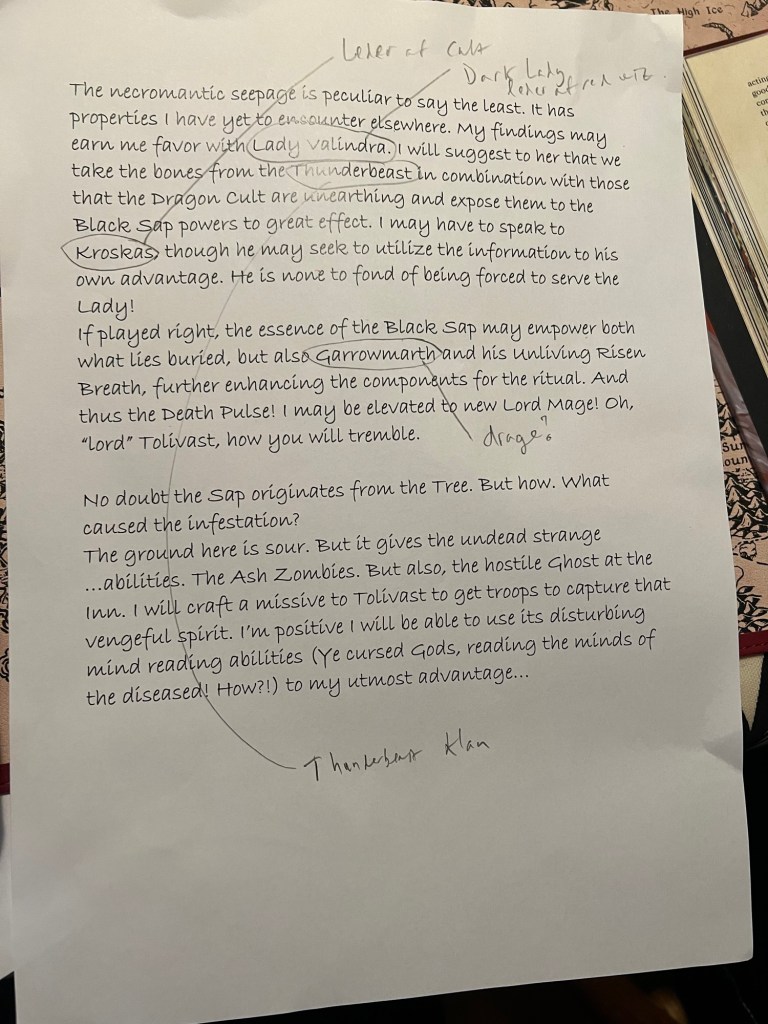 The High Ice
Leder af Cult
Dark Lady
leder af red wiz.
The necromantic seepage is peculiar to say the least. It has
properties I have yet to encounter elsewhere. My findings may
earn me favor with Lady Valindra. I will suggest to her that we
take the bones from the Thunderbeast in combination with those
that the Dragon Cult are unearthing and expose them to the
Black Sap powers to great effect. I may have to speak to
Kroskas, though he may seek to utilize the information to his
own advantage. He is none to fond of being forced to serve the
Lady!
If played right, the essence of the Black Sap may empower both
what lies buried, but also Garrowmarth and his Unliving Risen
Breath, further enhancing the components for the ritual. And
thus the Death Pulse! I may be elevated to new Lord Mage! Oh,
“lord” Tolivast, how you will tremble.
drage?
No doubt the Sap originates from the Tree. But how. What
caused the infestation?
The ground here is sour. But it gives the undead strange
...abilities. The Ash Zombies. But also, the hostile Ghost at the
Inn. I will craft a missive to Tolivast to get troops to capture that
vengeful spirit. I’m positive I will be able to use its disturbing
mind reading abilities (Ye cursed Gods, reading the minds of
the diseased! How?!) to my utmost advantage...
Thunderbeast klan